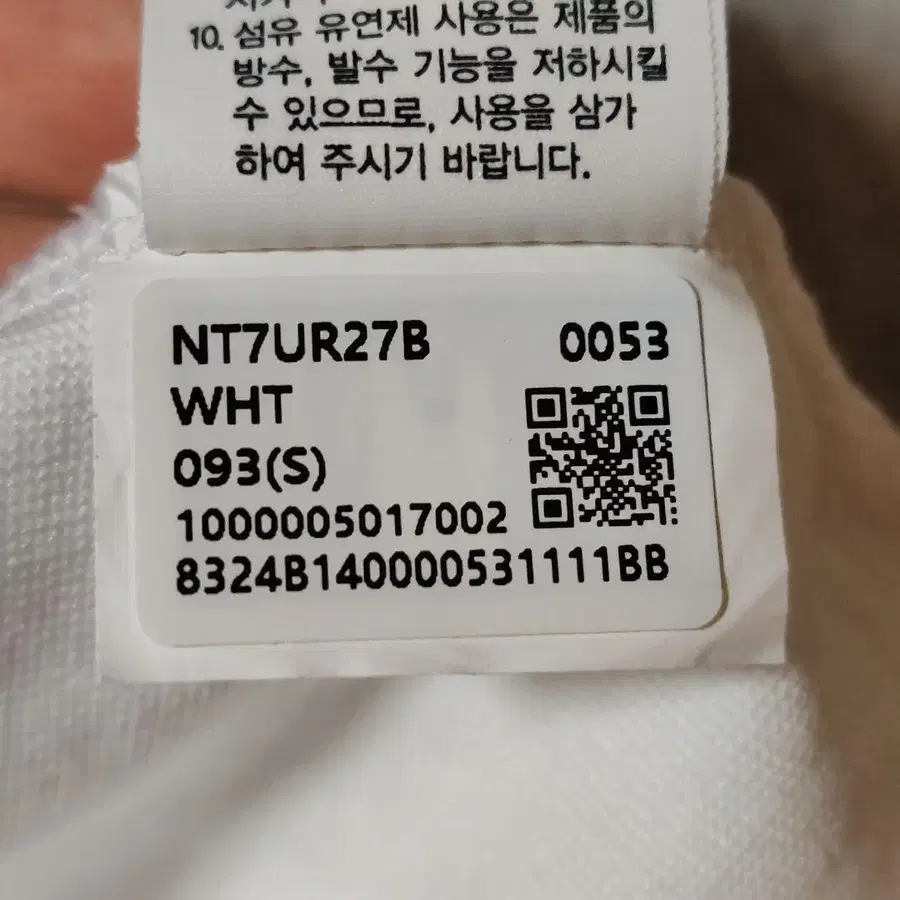 10. 섬유 유연제 사용은 제품의
방수, 발수 기능을 저하시킬
수 있으므로, 사용을 삼가
하여 주시기 바랍니다.
NT7UR27B 0053
WHT
093(S)
1000005017002
8324B140000531111BB